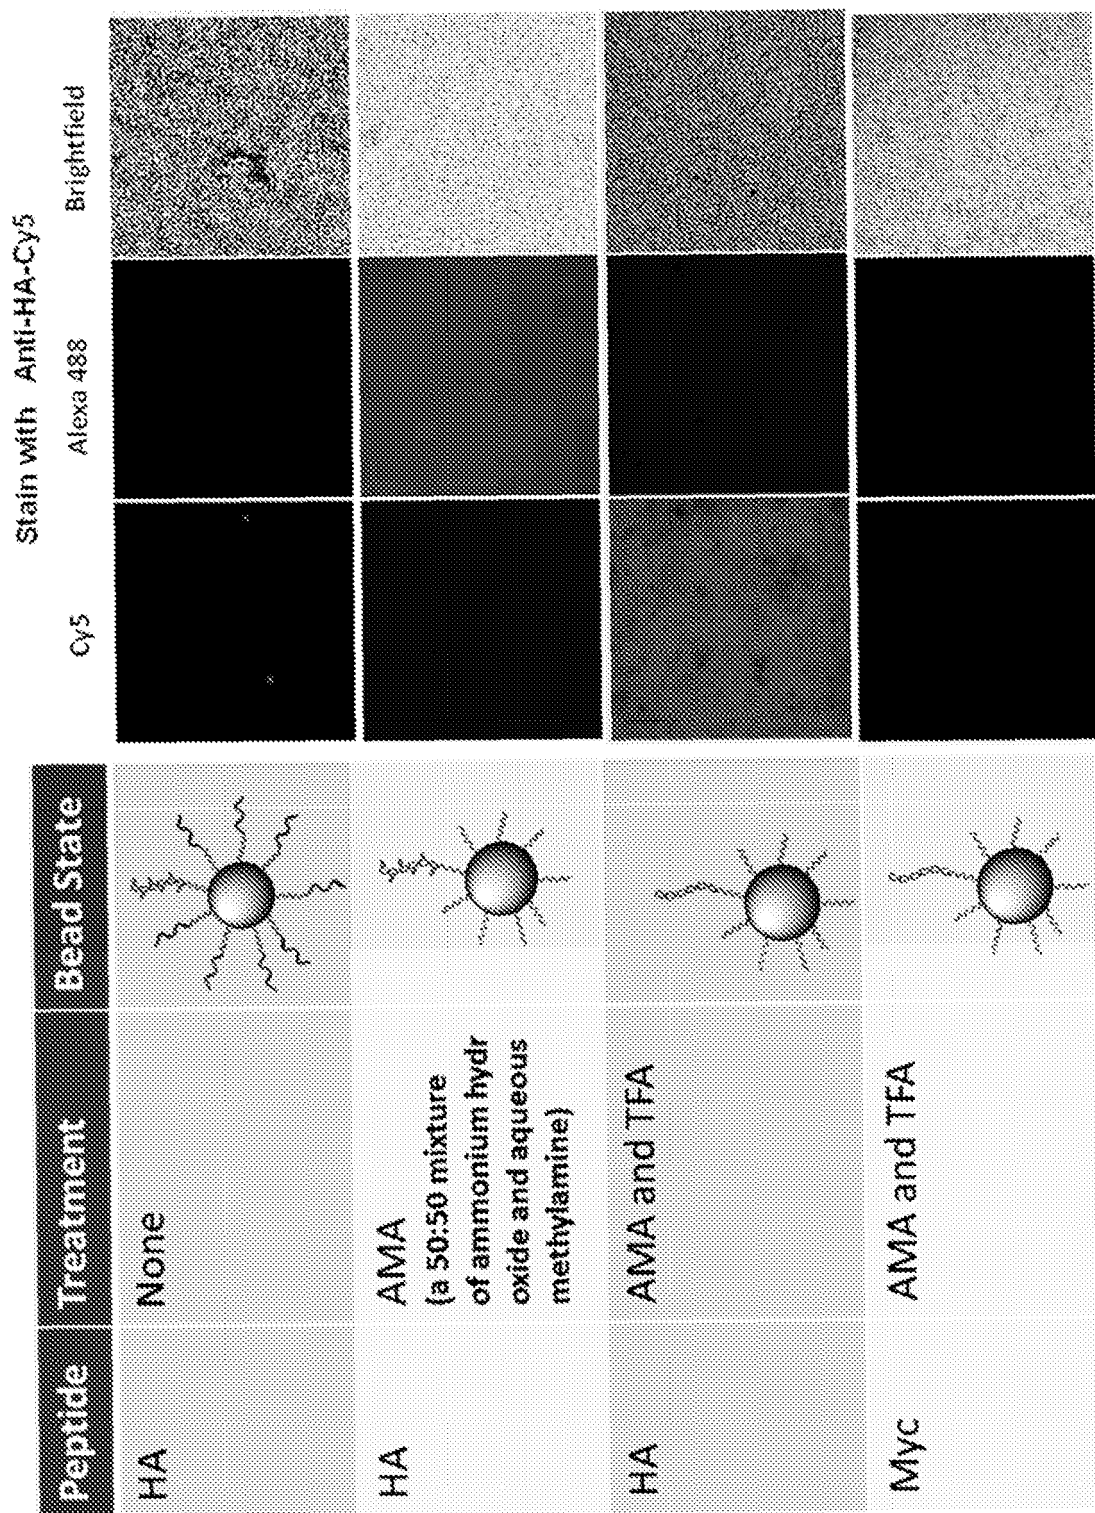 Stain with Anti-HA-Cy5
Peptide Treatment Bead State Cy5 Alexa 488 Brightfield
HA None
HA AMA
(a 50:50 mixture
of ammonium hydr
oxide and aqueous
methylamine)
HA AMA and TFA
Myc AMA and TFA